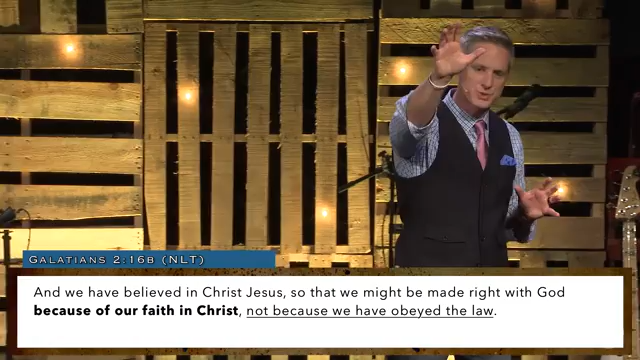 GALATIANS 2:16B (NLT)
And we have believed in Christ Jesus, so that we might be made right with God
because of our faith in Christ, not because we have obeyed the law.